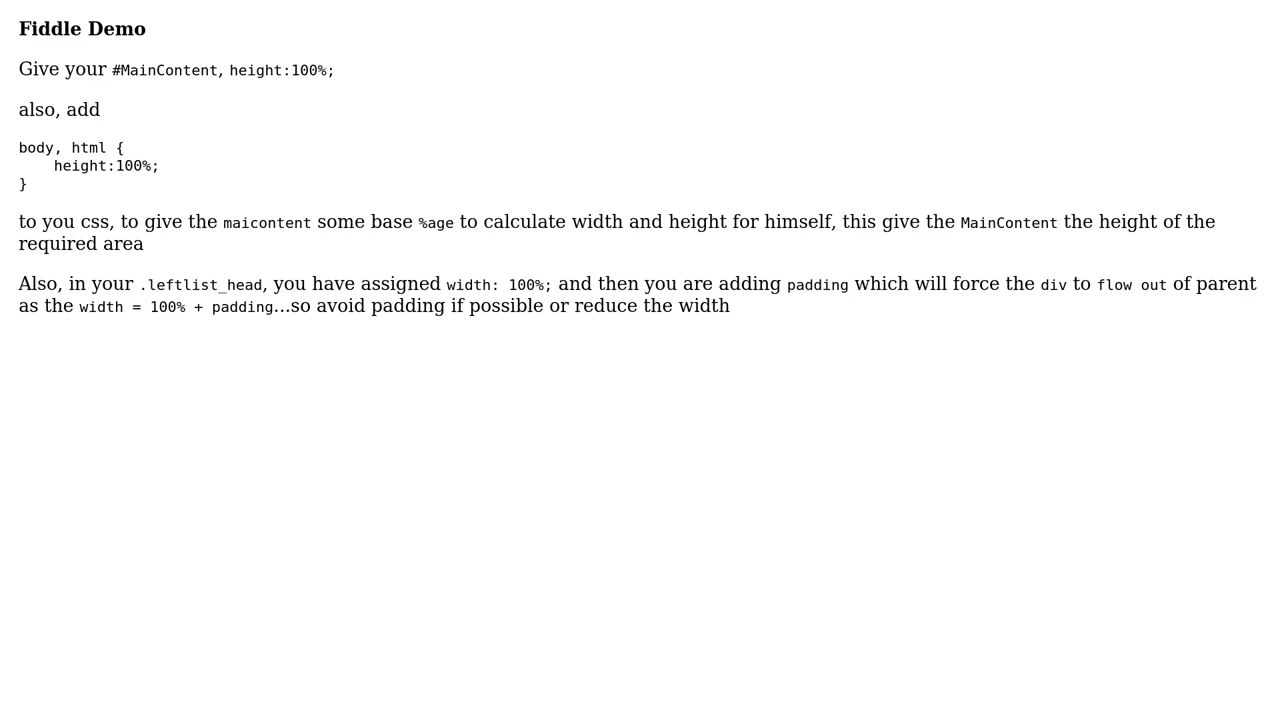 Fiddle Demo
Give your #MainContent, height:100%;
also, add
body, html {
    height:100%;
}
to you css, to give the maicontent some base %age to calculate width and height for himself, this give the MainContent the height of the
required area
Also, in your .leftlist_head, you have assigned width: 100%; and then you are adding padding which will force the div to flow out of parent
as the width = 100% + padding...so avoid padding if possible or reduce the width